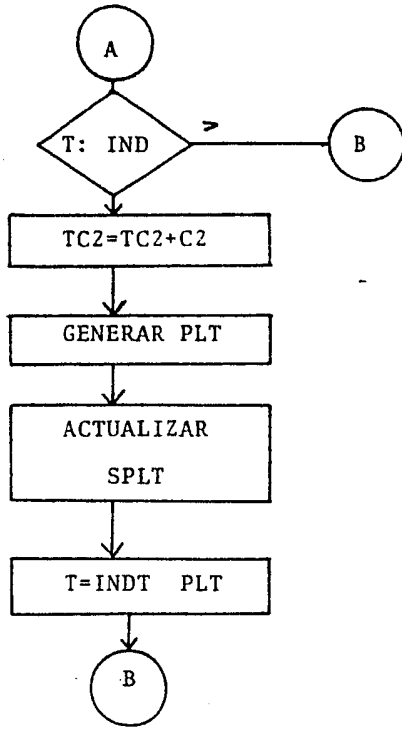 A
T: IND
>
B
TC2=TC2+C2
GENERAR PLT
ACTUALIZAR
SPLT
T=INDT PLT
B